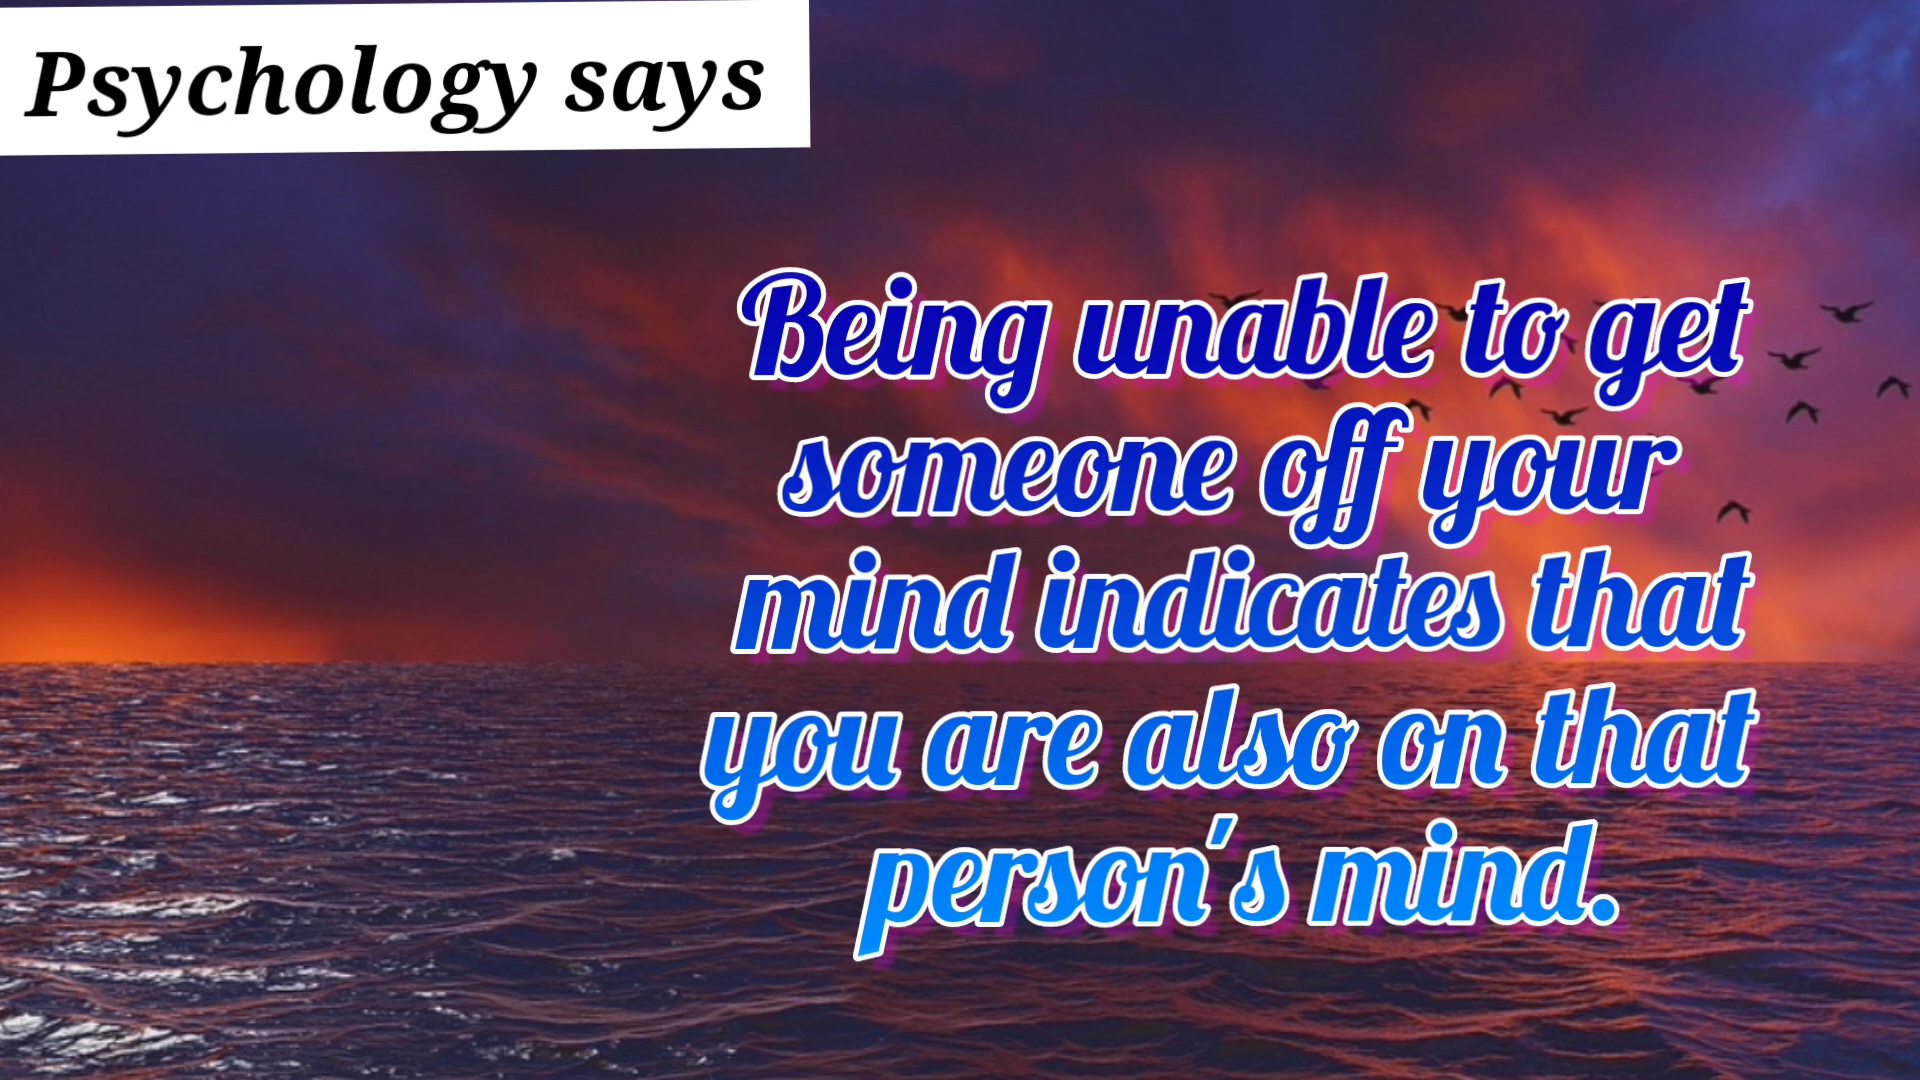 Psychology says
Being unable to get
someone off your
mind indicates that
you are also on that
person's mind.